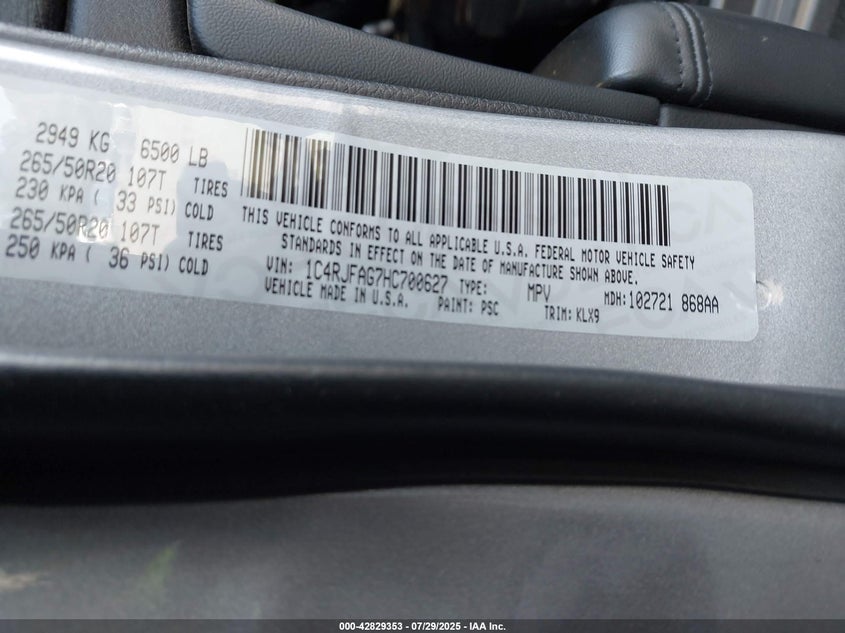 2949 KG 6500 LB
265/50R20 107T TIRES
230 KPA ( 33 PSI) COLD
265/50R20 107T TIRES
250 KPA ( 36 PSI) COLD
THIS VEHICLE CONFORMS TO ALL APPLICABLE U.S.A. FEDERAL MOTOR VEHICLE SAFETY
STANDARDS IN EFFECT ON THE DATE OF MANUFACTURE SHOWN ABOVE.
VIN: 1C4RJFAG7HC700627 TYPE: MPV MDH:102721 868AA
VEHICLE MADE IN U.S.A. PAINT: PSC TRIM: KLX9
000-42829353 - 07/29/2025 - IAA Inc.